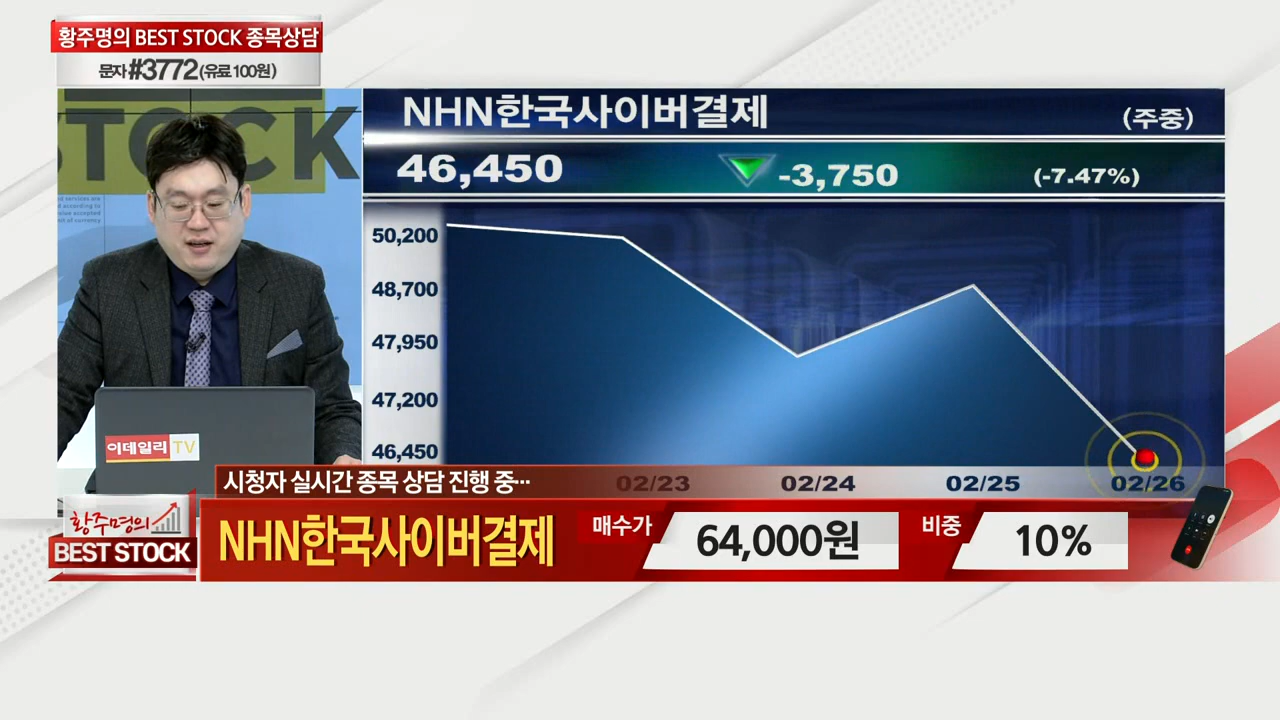 황주명의 BEST STOCK 종목상담
문자 #3772 (유료 100원)
STOCK
NHN한국사이버결제 (주중)
46,450 -3,750 (-7.47%)
50,200
48,700
47,950
47,200
46,450
02/23 02/24 02/25 02/26
이데일리 TV
시청자 실시간 종목 상담 진행 중...
황주명의
BEST STOCK
NHN한국사이버결제 매수가 64,000원 비중 10%